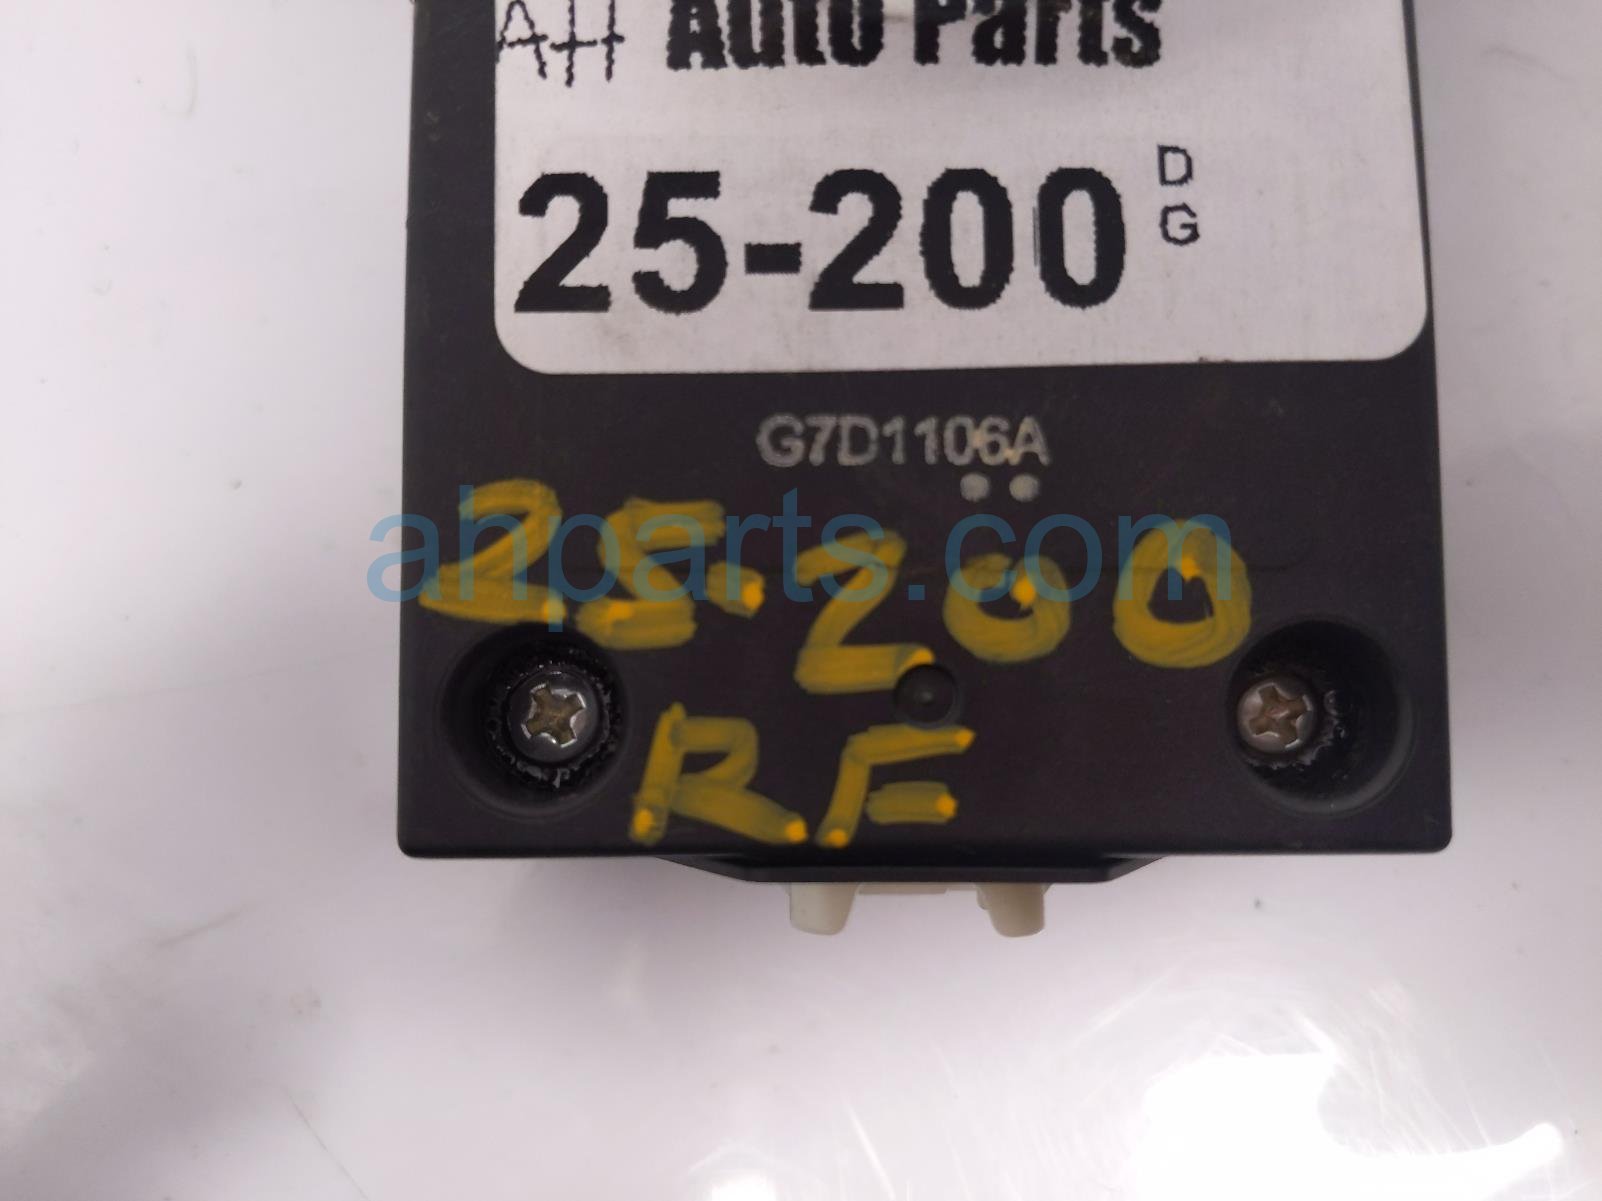 AH Auto Parts
25-200 D
G
G7D1106A
ahparts.com
25-200
RF